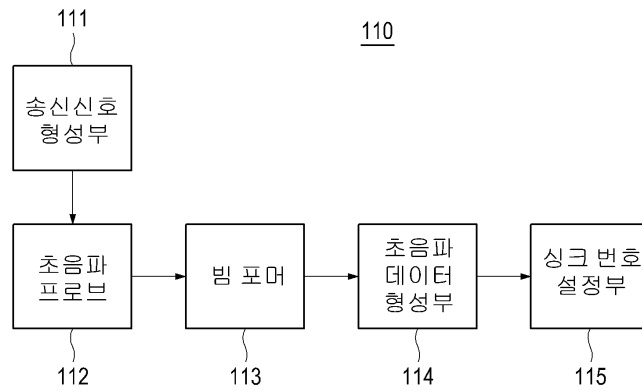 111
110
송신신호
형성부
초음파
프로브
빔 포머
초음파
데이터
형성부
싱크 번호
설정부
112
113
114
115